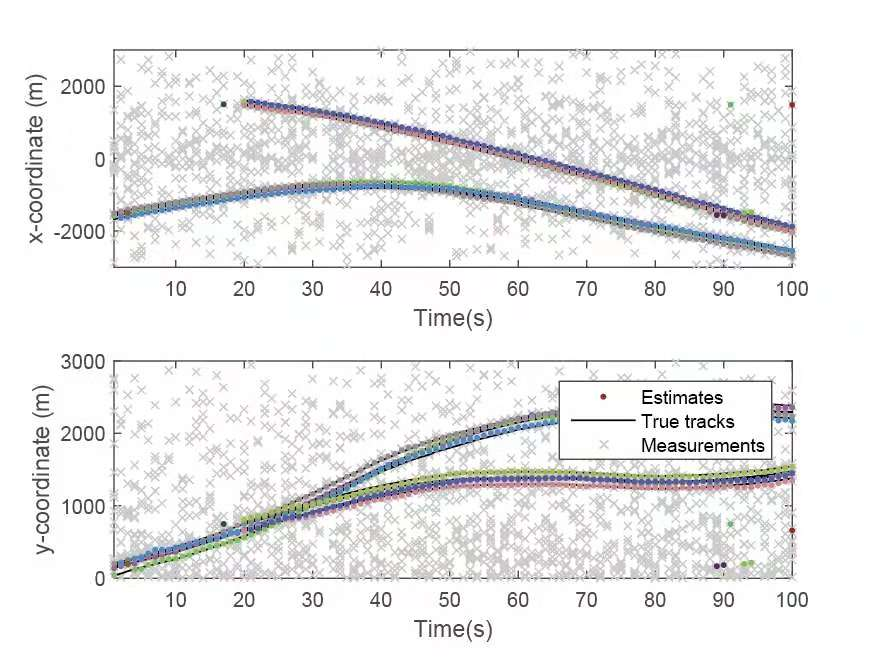 2000
0
-2000
x-coordinate (m)
10 20 30 40 50 60 70 80 90 100
Time(s)
3000
2000
1000
0
y-coordinate (m)
Estimates
True tracks
Measurements
10 20 30 40 50 60 70 80 90 100
Time(s)